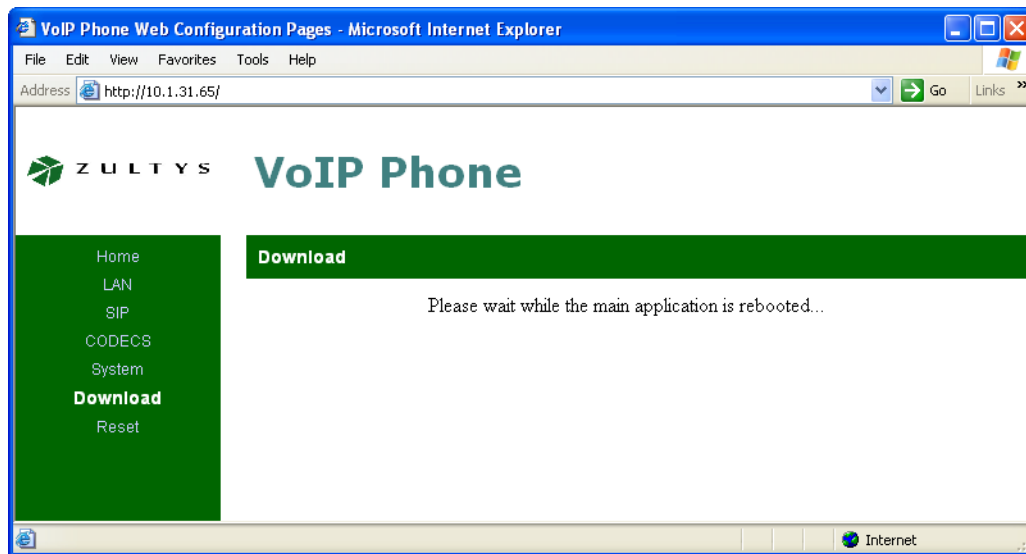 VoIP Phone Web Configuration Pages - Microsoft Internet Explorer
File Edit View Favorites Tools Help
Address http://10.1.31.65/ Go Links »
ZULTYS VoIP Phone
Home
LAN
SIP
CODECS
System
Download
Reset
Download
Please wait while the main application is rebooted...
Internet